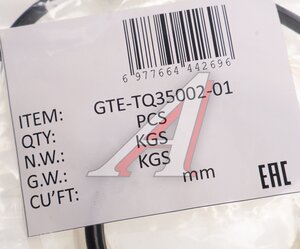 6 977664 442696
ITEM: GTE-TQ35002-01
QTY: PCS
N.W.: KGS
G.W.: KGS
CU'FT: mm
EAC